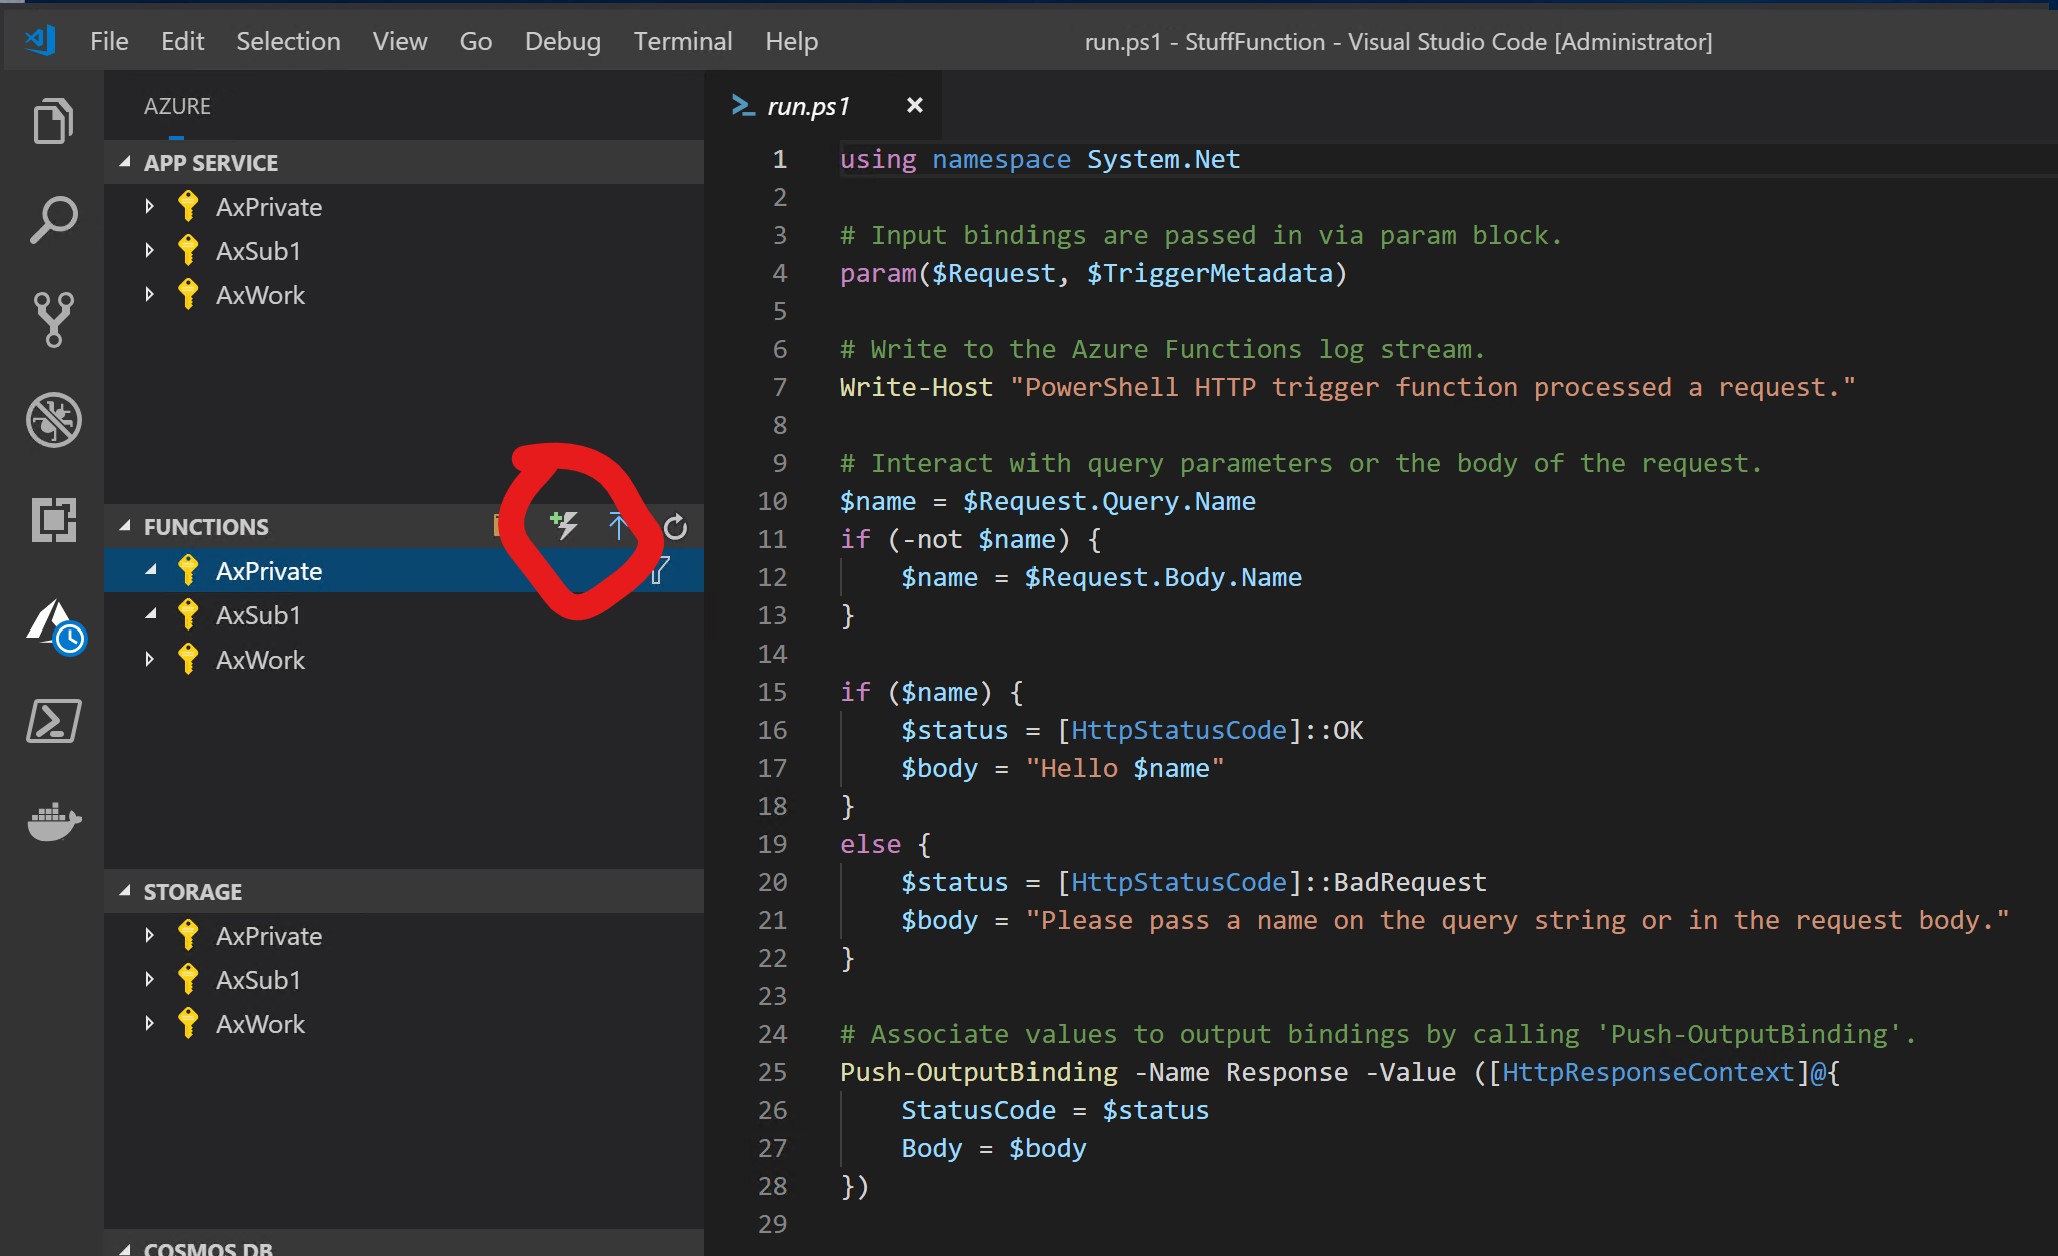 File Edit Selection View Go Debug Terminal Help run.ps1 - StuffFunction - Visual Studio Code [Administrator]
AZURE
APP SERVICE
AxPrivate
AxSub1
AxWork
FUNCTIONS
AxPrivate
AxSub1
AxWork
STORAGE
AxPrivate
AxSub1
AxWork
COSMOS DB
run.ps1
1 using namespace System.Net
2
3 # Input bindings are passed in via param block.
4 param($Request, $TriggerMetadata)
5
6 # Write to the Azure Functions log stream.
7 Write-Host "PowerShell HTTP trigger function processed a request."
8
9 # Interact with query parameters or the body of the request.
10 $name = $Request.Query.Name
11 if (-not $name) {
12     $name = $Request.Body.Name
13 }
14
15 if ($name) {
16     $status = [HttpStatusCode]::OK
17     $body = "Hello $name"
18 }
19 else {
20     $status = [HttpStatusCode]::BadRequest
21     $body = "Please pass a name on the query string or in the request body."
22 }
23
24 # Associate values to output bindings by calling 'Push-OutputBinding'.
25 Push-OutputBinding -Name Response -Value ([HttpResponseContext]@{
26     StatusCode = $status
27     Body = $body
28 })
29